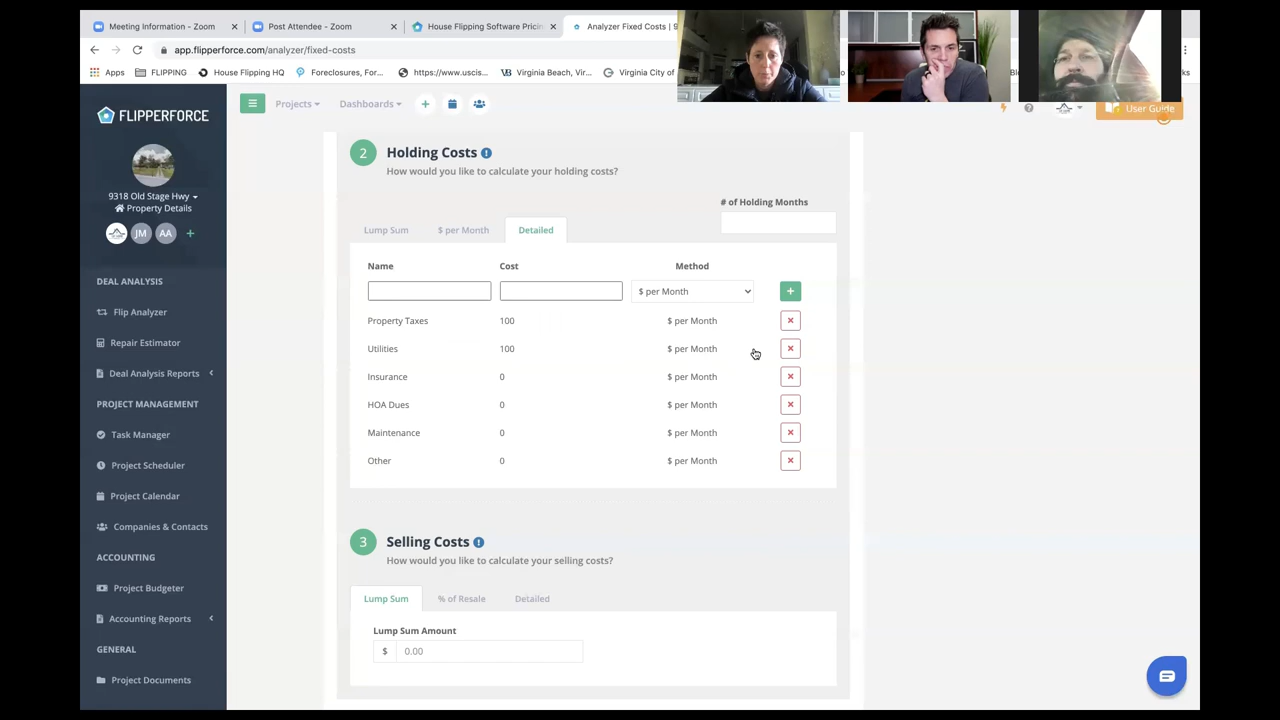 Meeting Information - Zoom
Post Attendee - Zoom
House Flipping Software Pricin
Analyzer Fixed Costs | 9
app.flipperforce.com/analyzer/fixed-costs
Apps
FLIPPING
House Flipping HQ
Foreclosures, For...
https://www.uscis...
Virginia Beach, Vir...
Virginia City of
FLIPPERFORCE
Projects
Dashboards
User Guide
9318 Old Stage Hwy
Property Details
JM
AA
DEAL ANALYSIS
Flip Analyzer
Repair Estimator
Deal Analysis Reports
PROJECT MANAGEMENT
Task Manager
Project Scheduler
Project Calendar
Companies & Contacts
ACCOUNTING
Project Budgeter
Accounting Reports
GENERAL
Project Documents
2 Holding Costs
How would you like to calculate your holding costs?
# of Holding Months
Lump Sum $ per Month Detailed
Name Cost Method
$ per Month
Property Taxes 100 $ per Month
Utilities 100 $ per Month
Insurance 0 $ per Month
HOA Dues 0 $ per Month
Maintenance 0 $ per Month
Other 0 $ per Month
3 Selling Costs
How would you like to calculate your selling costs?
Lump Sum % of Resale Detailed
Lump Sum Amount
$ 0.00